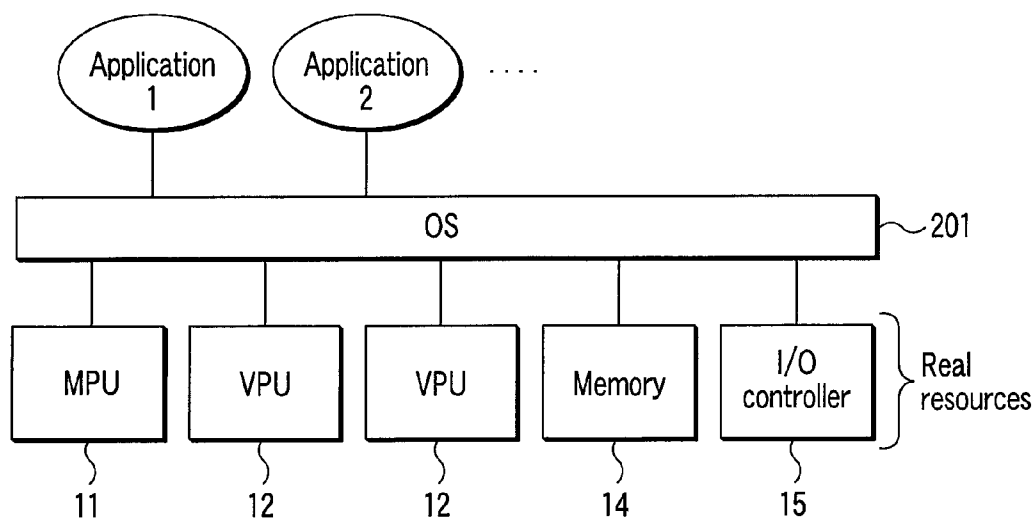 Application
1
Application
2
....
OS
201
MPU
VPU
VPU
Memory
I/O
controller
Real
resources
11
12
12
14
15